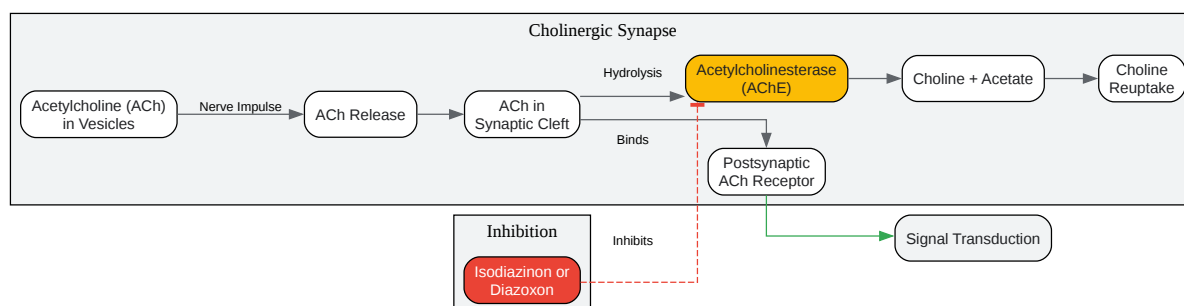 Cholinergic Synapse
Acetylcholine (ACh)
in Vesicles
Nerve Impulse
ACh Release
ACh in
Synaptic Cleft
Hydrolysis
Acetylcholinesterase
(AChE)
Choline + Acetate
Choline
Reuptake
Binds
Postsynaptic
ACh Receptor
Signal Transduction
Inhibition
Isodiazinon or
Diazoxon
Inhibits